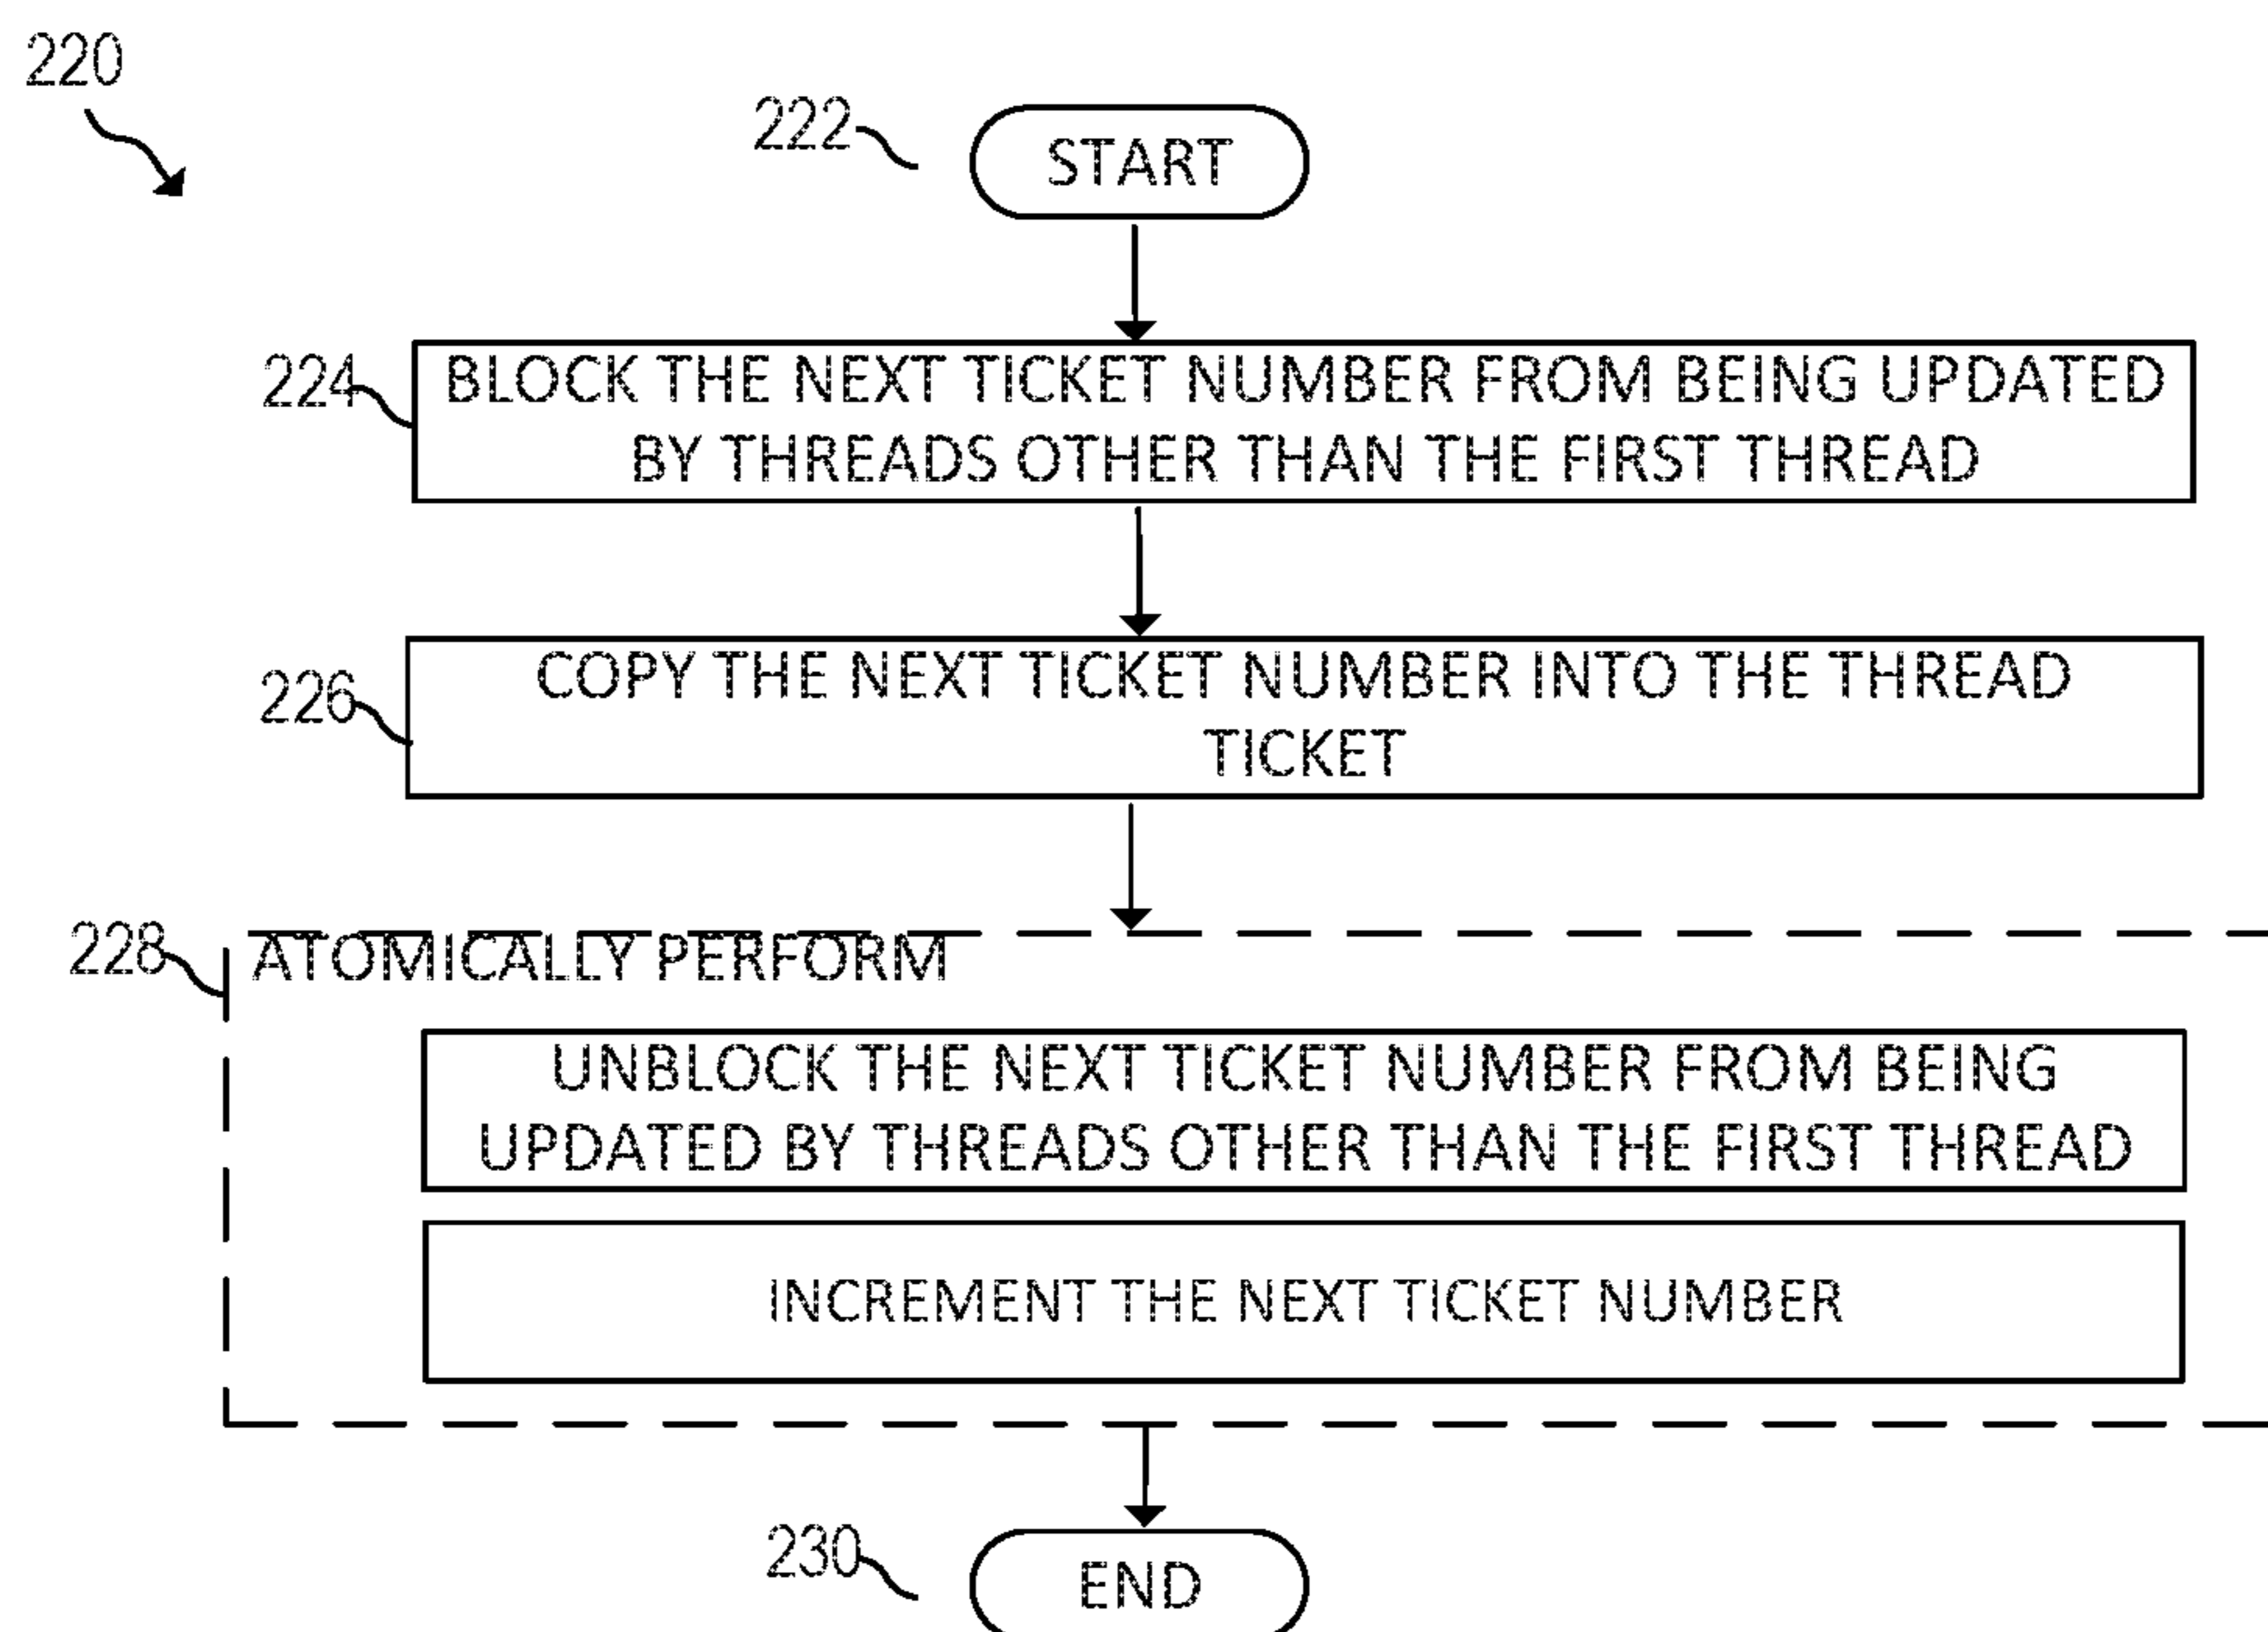 220
222
START
224
BLOCK THE NEXT TICKET NUMBER FROM BEING UPDATED
BY THREADS OTHER THAN THE FIRST THREAD
226
COPY THE NEXT TICKET NUMBER INTO THE THREAD
TICKET
228
ATOMICALLY PERFORM
UNBLOCK THE NEXT TICKET NUMBER FROM BEING
UPDATED BY THREADS OTHER THAN THE FIRST THREAD
INCREMENT THE NEXT TICKET NUMBER
230
END